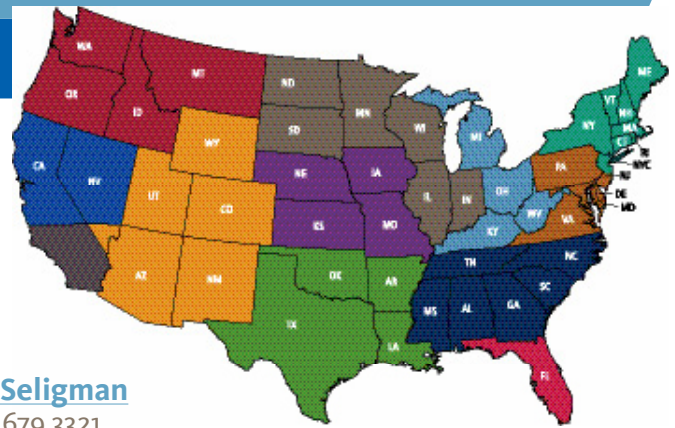 WA
ME
MT
ND
VT
OR
MN
NH
ID
WI
NY
MA
SD
MI
CT
WY
RI
IA
PA
NYC
CA
NE
NJ
NV
OH
UT
IL
IN
DE
CO
WV
MD
VA
KS
MO
KY
TN
NC
AZ
NM
OK
AR
SC
MS
AL
GA
TX
LA
FL
Seligman
679.3321